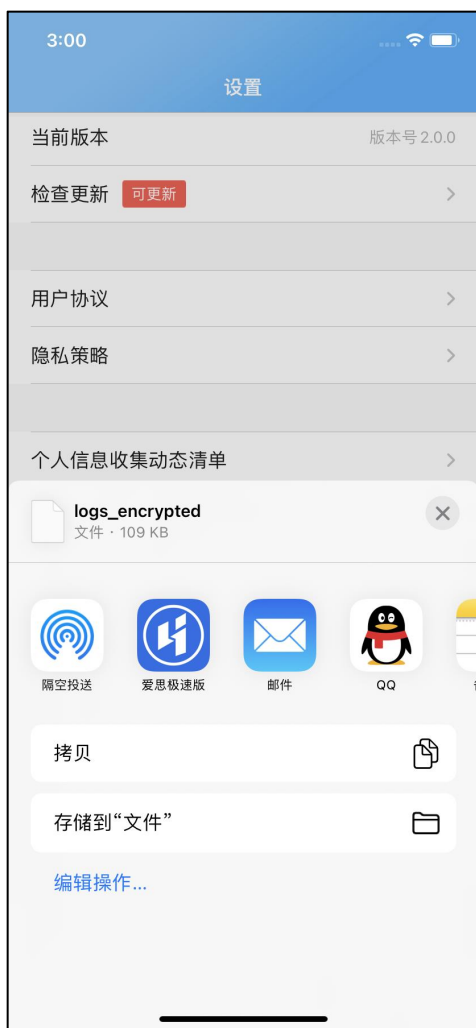 3:00
设置
当前版本 版本号2.0.0
检查更新 可更新
用户协议
隐私策略
个人信息收集动态清单
logs_encrypted
文件 · 109 KB
隔空投送 爱思极速版 邮件 QQ
拷贝
存储到“文件”
编辑操作...